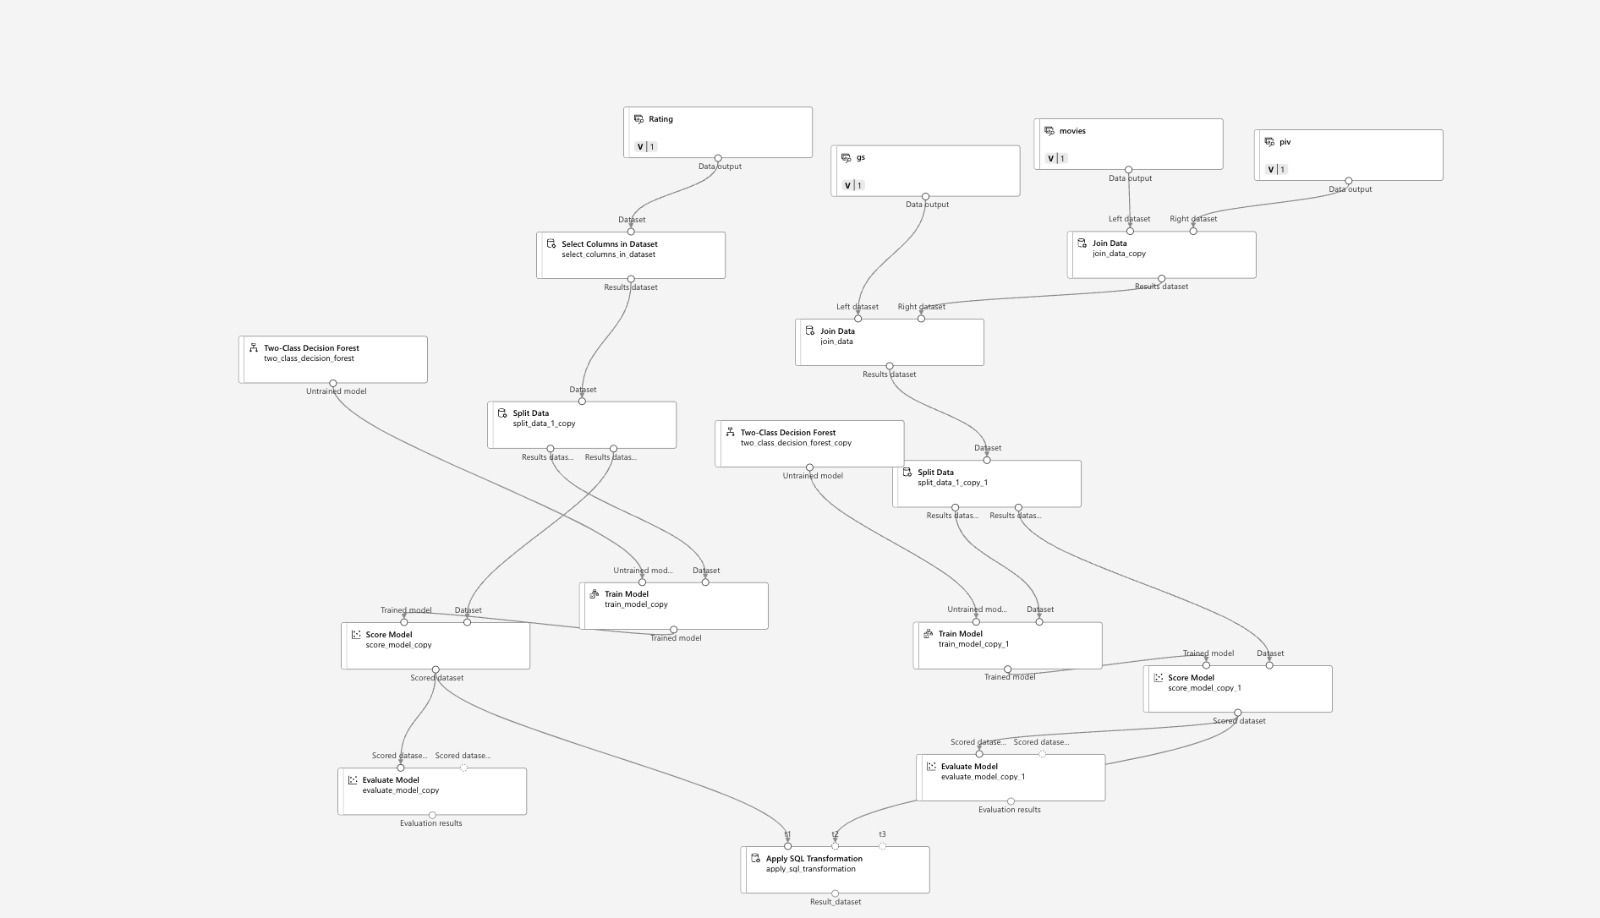 Rating
V | 1
Data output
movies
V | 1
Data output
piv
V | 1
Data output
gs
V | 1
Data output
Dataset
Select Columns in Dataset
select_columns_in_dataset
Results dataset
Left dataset Right dataset
Join Data
join_data_copy
Results dataset
Left dataset Right dataset
Join Data
join_data
Results dataset
Two-Class Decision Forest
two_class_decision_forest
Untrained model
Dataset
Split Data
split_data_1_copy
Results datas... Results datas...
Two-Class Decision Forest
two_class_decision_forest_copy
Untrained model
Dataset
Split Data
split_data_1_copy_1
Results datas... Results datas...
Untrained mod... Dataset
Train Model
train_model_copy
Trained model
Trained model Dataset
Score Model
score_model_copy
Scored dataset
Untrained mod... Dataset
Train Model
train_model_copy_1
Trained model
Trained model Dataset
Score Model
score_model_copy_1
Scored dataset
Scored datase... Scored datase...
Evaluate Model
evaluate_model_copy
Evaluation results
Scored datase... Scored datase...
Evaluate Model
evaluate_model_copy_1
Evaluation results
t1 t2 t3
Apply SQL Transformation
apply_sql_transformation
Result_dataset